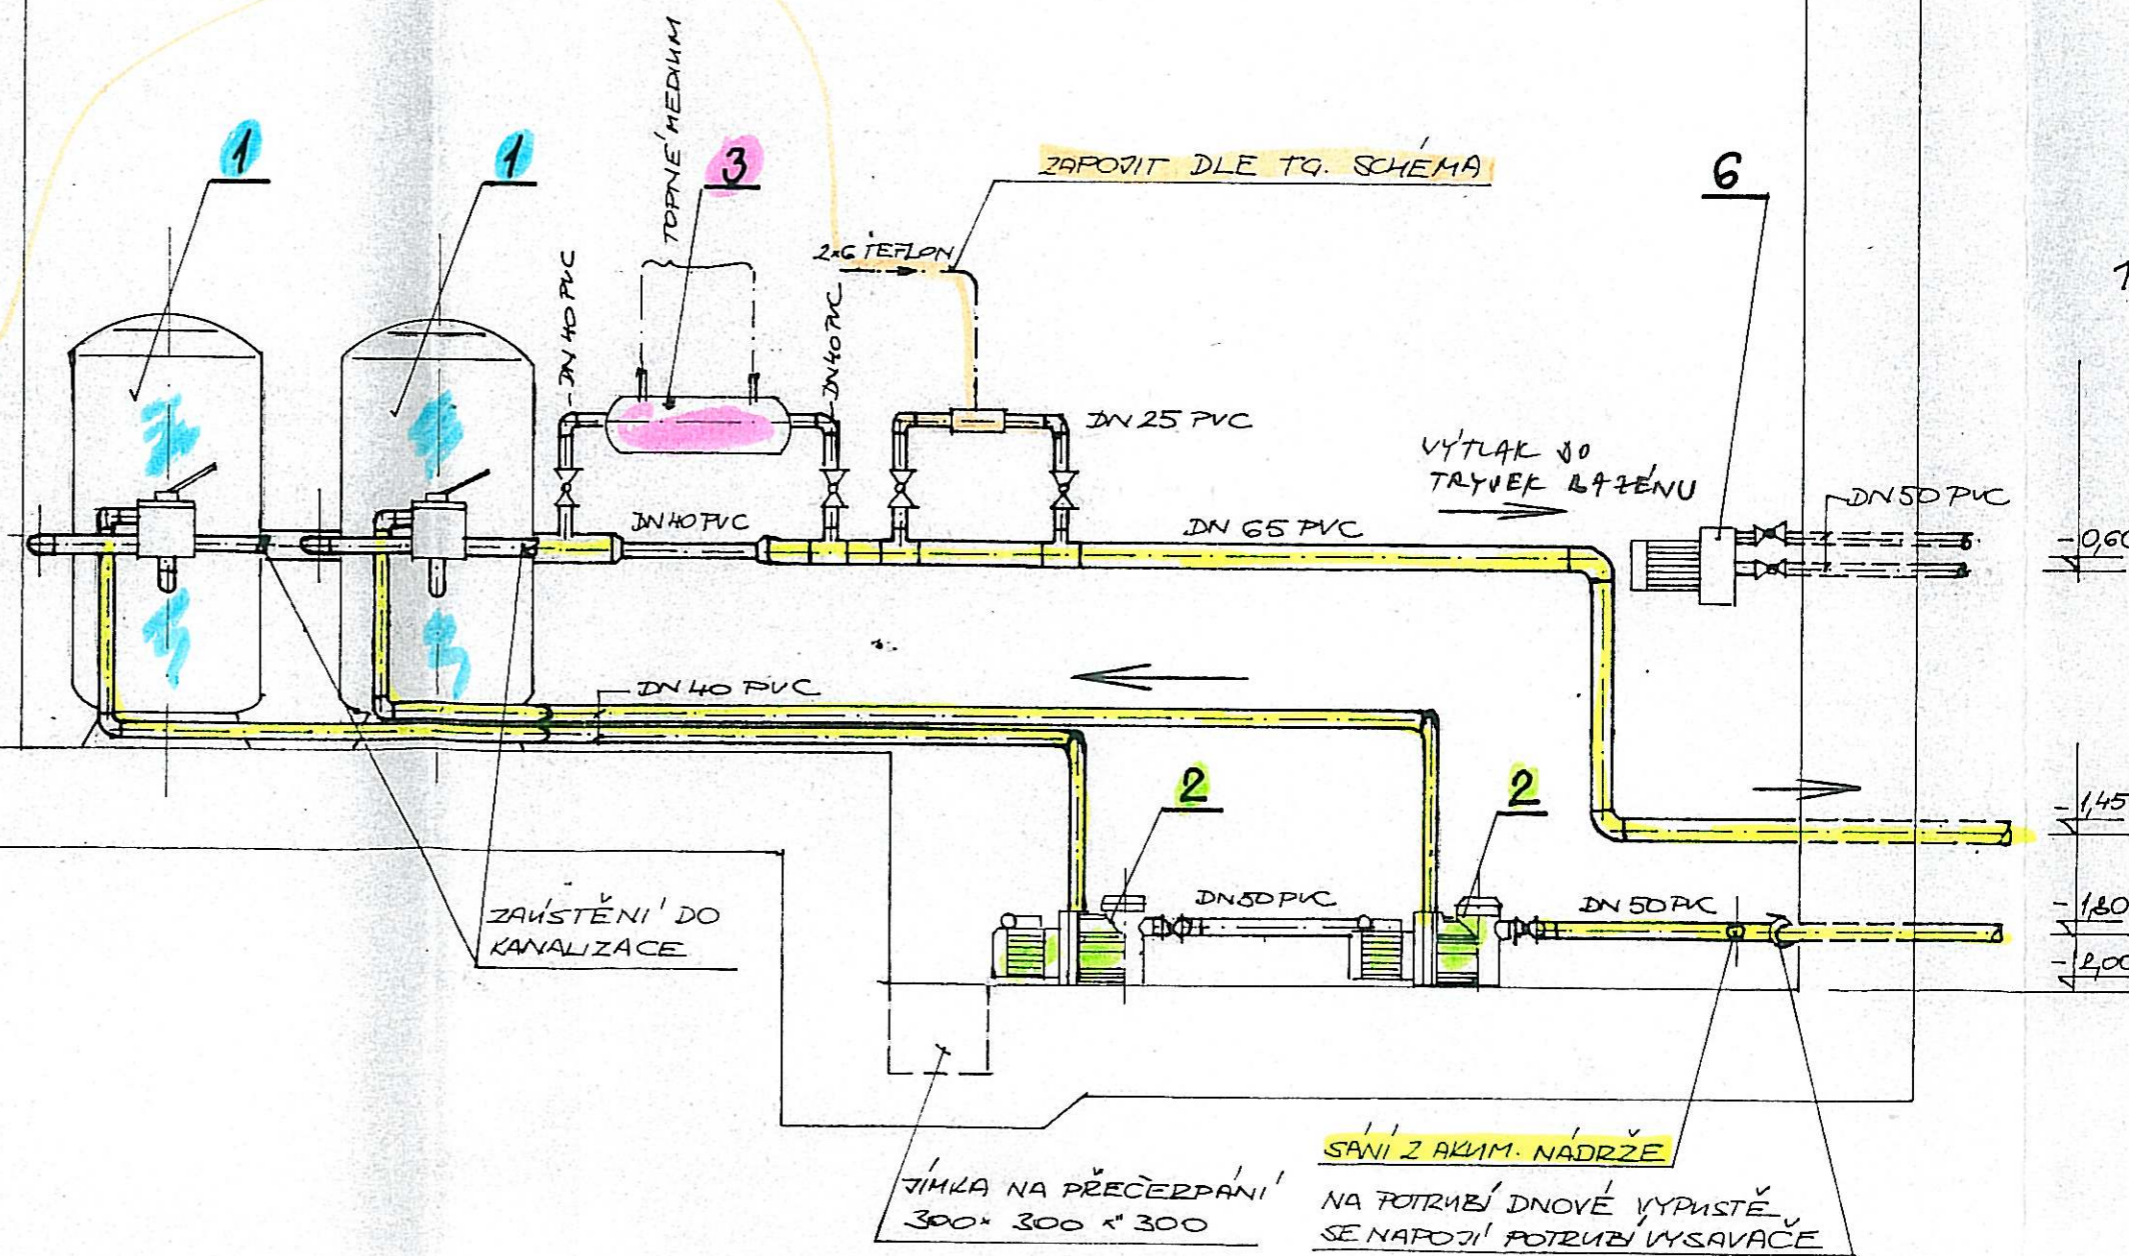 1
1
TOPNÉ MEDIUM
3
ZAPOJIT DLE TG. SCHÉMA
6
2×6 TEFLON
DN 40 PVC
DN 40 PVC
DN 25 PVC
VÝTLAK DO
TRYSEK BAZÉNU
DN 50 PVC
DN 40 PVC
DN 65 PVC
-0,60
DN 40 PVC
2
2
-1,45
DN 50 PVC
DN 50 PVC
-1,80
-2,00
ZAÚSTĚNÍ DO
KANALIZACE
JÍMKA NA PŘEČERPÁNÍ
300× 300 × 300
SÁNÍ Z AKUM. NÁDRŽE
NA POTRUBÍ DNOVÉ VÝPUSTĚ
SE NAPOJÍ POTRUBÍ VYSAVAČE